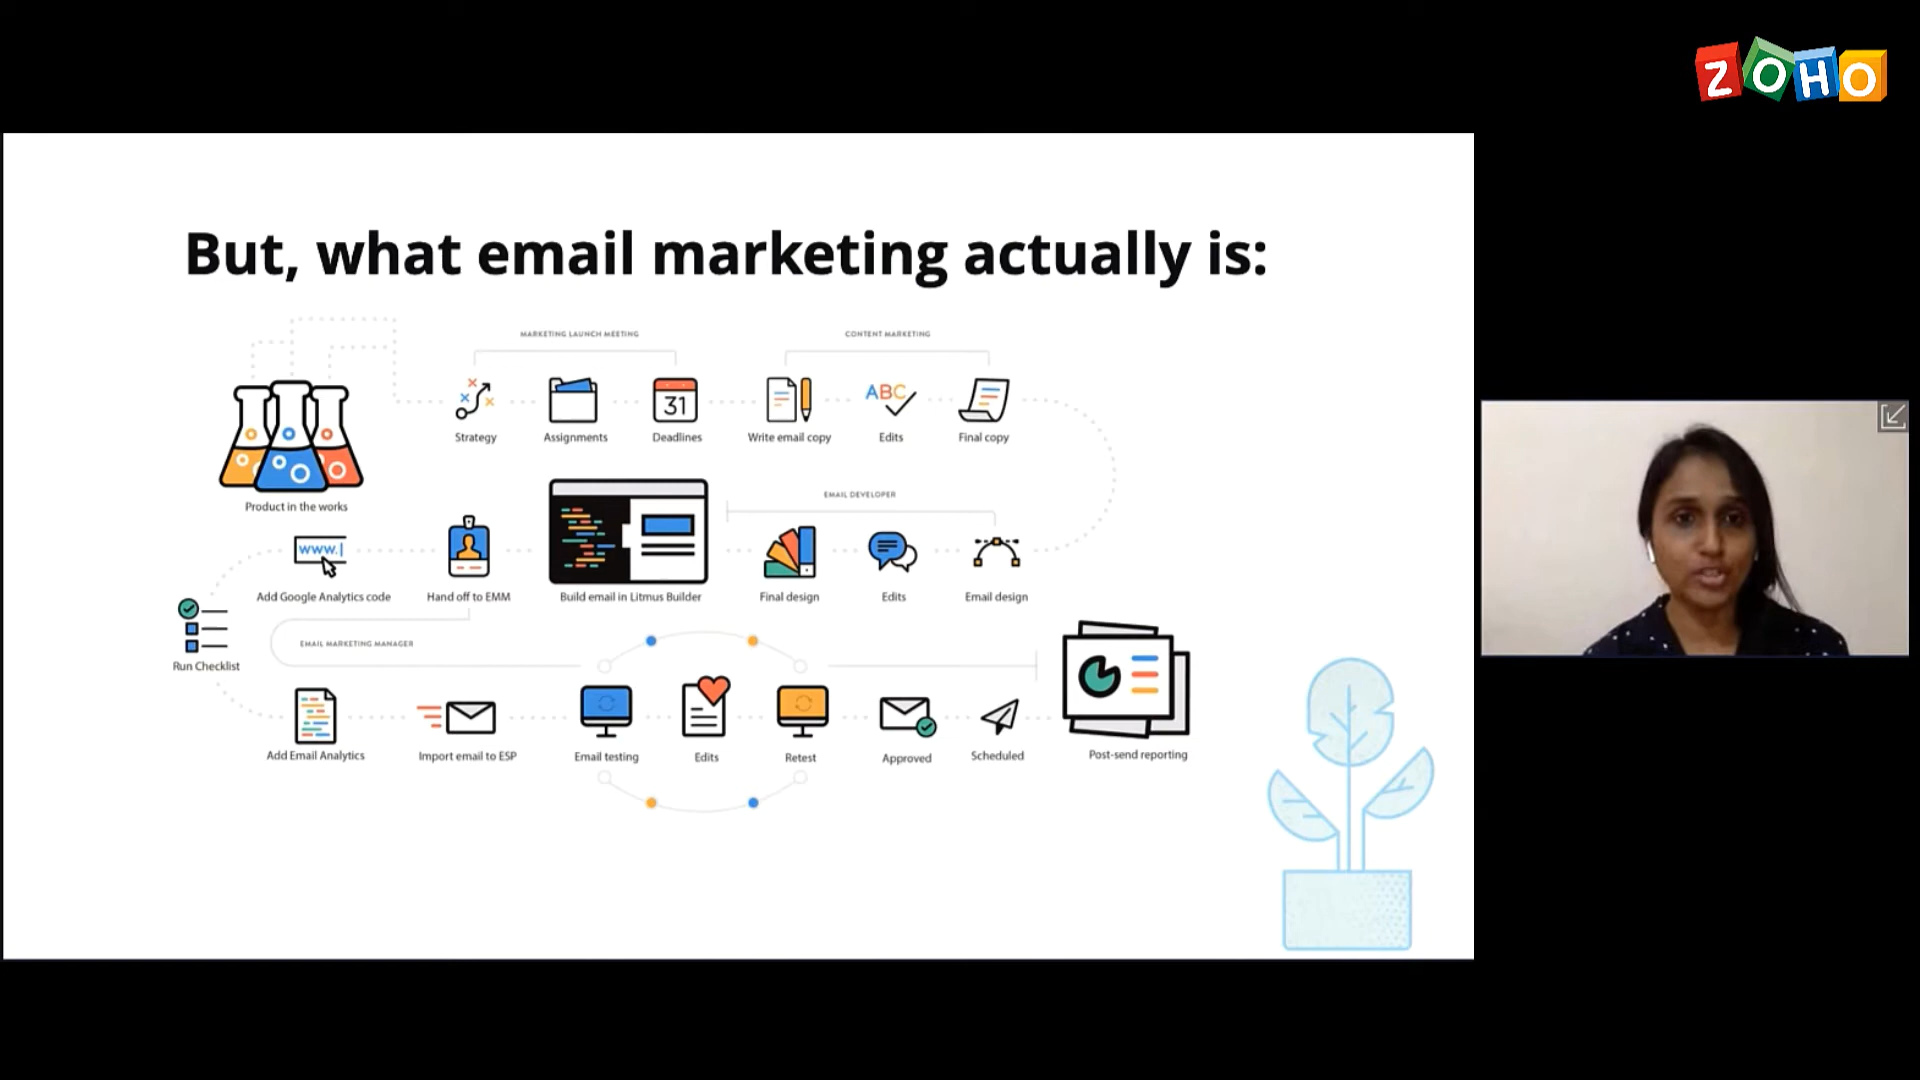 ZOHO
But, what email marketing actually is:
MARKETING LAUNCH MEETING
CONTENT MARKETING
31
ABC
Strategy
Assignments
Deadlines
Write email copy
Edits
Final copy
Product in the works
EMAIL DEVELOPER
www.
Add Google Analytics code
Hand off to EMM
Build email in Litmus Builder
Final design
Edits
Email design
EMAIL MARKETING MANAGER
Run Checklist
Add Email Analytics
Import email to ESP
Email testing
Edits
Retest
Approved
Scheduled
Post-send reporting